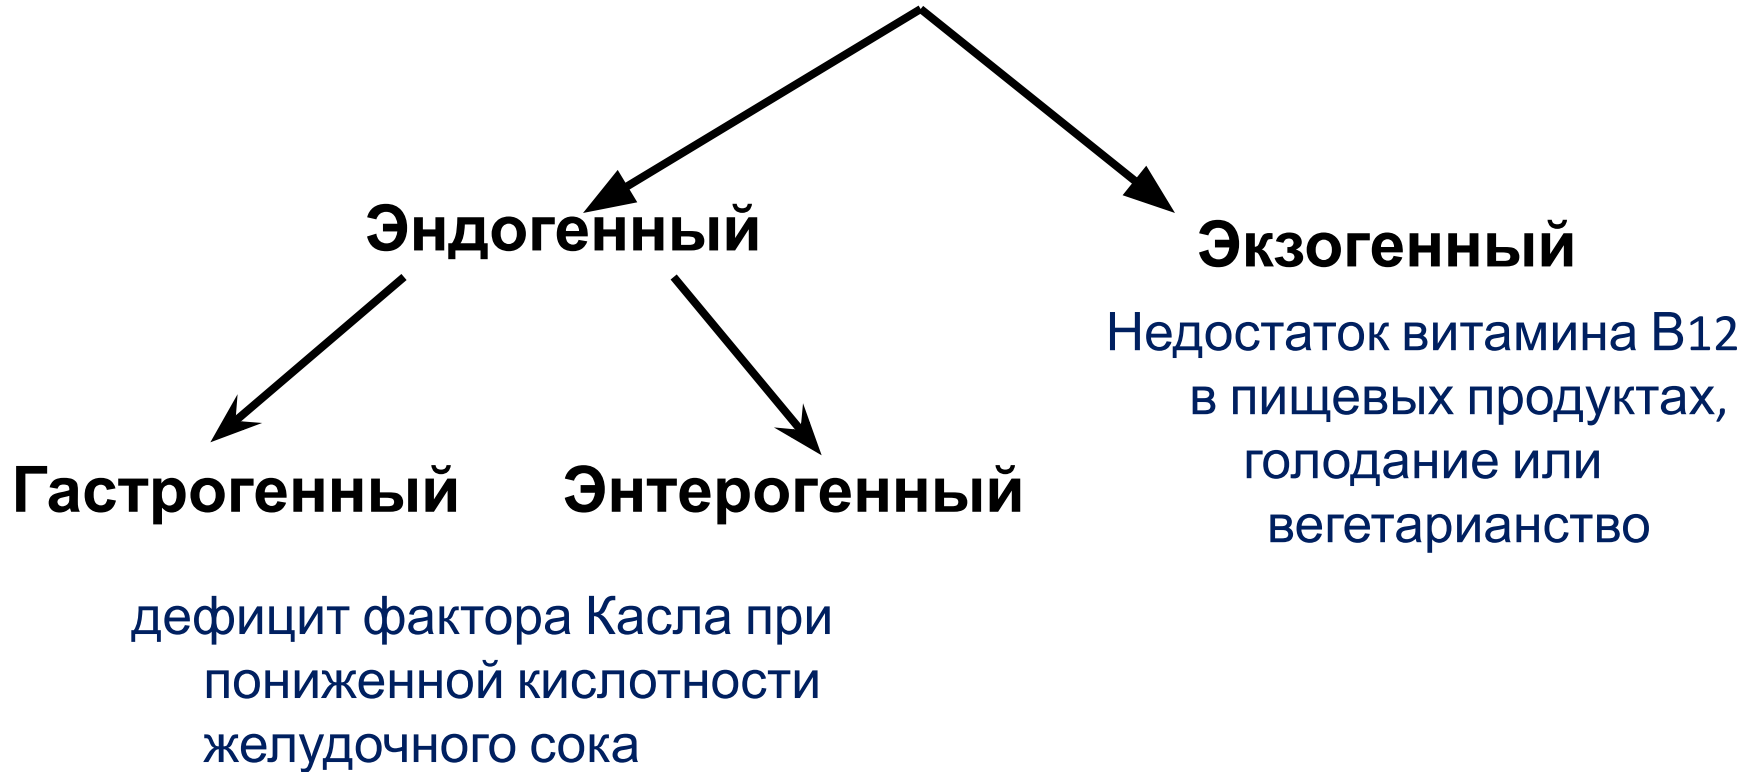 Эндогенный
Экзогенный
Недостаток витамина В12
в пищевых продуктах,
голодание или
вегетарианство
Гастрогенный
Энтерогенный
дефицит фактора Касла при
пониженной кислотности
желудочного сока